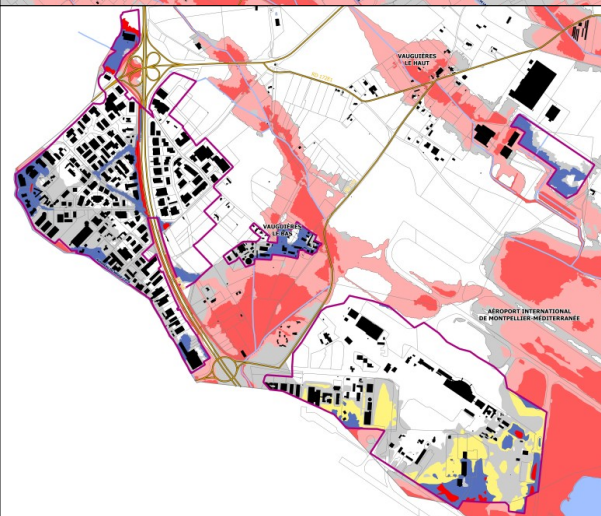 VAUGUIÈRES
LE HAUT
VAUGUIÈRES
LE BAS
AÉROPORT INTERNATIONAL
DE MONTPELLIER-MÉDITERRANÉE